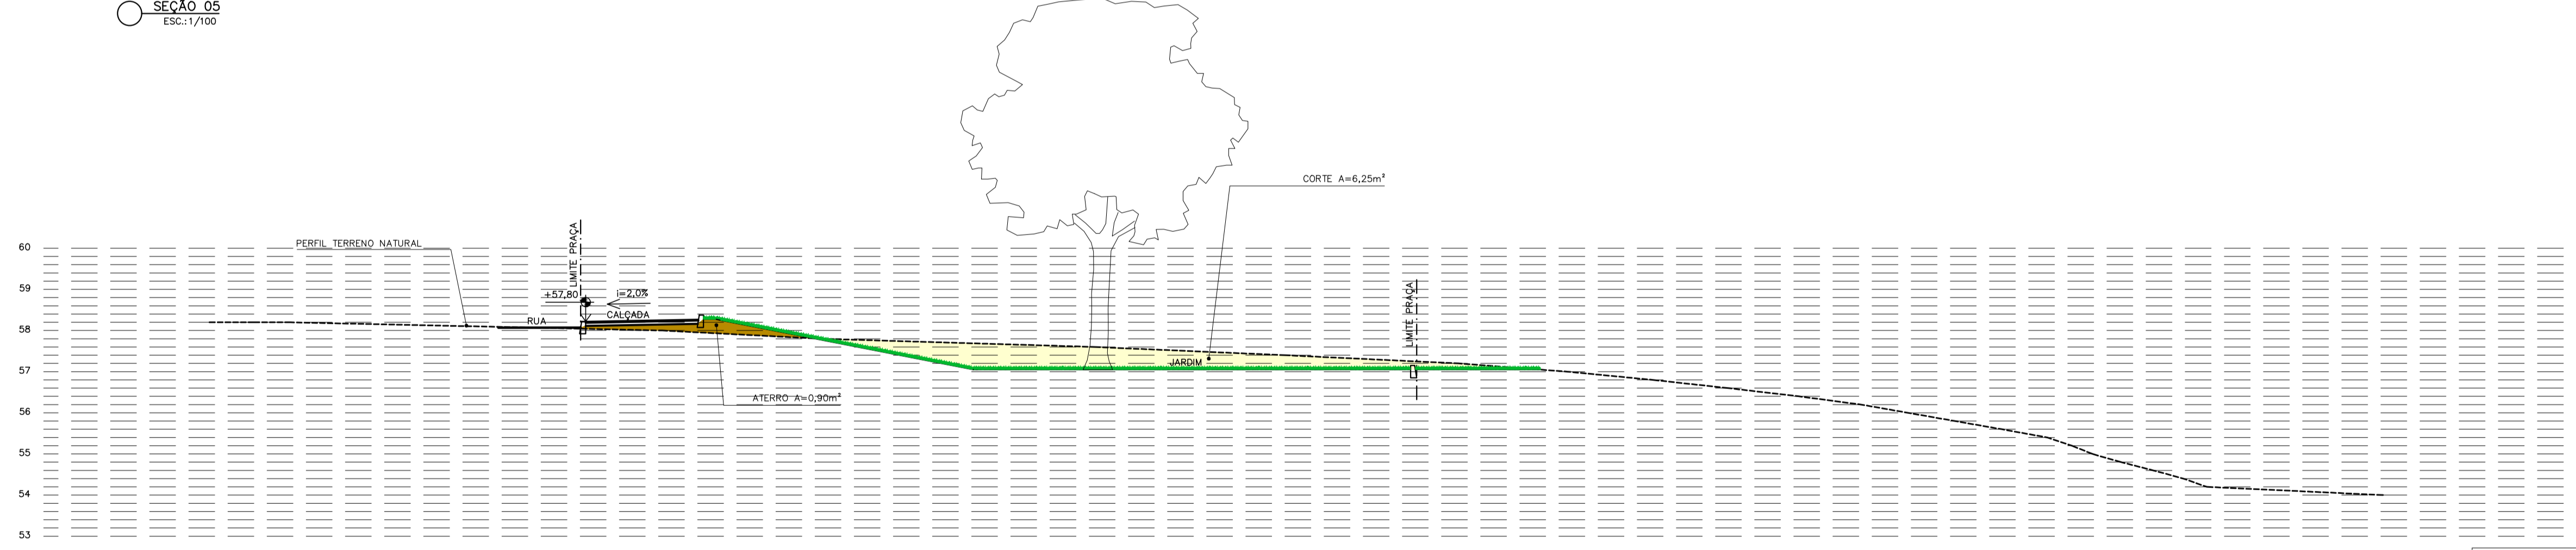 SEÇÃO 05
ESC.: 1/100
CORTE A=6,25m²
PERFIL TERRENO NATURAL
LIMITE PRAÇA
60
59
+57,80
i=2,0%
LIMITE PRAÇA
RUA
CALÇADA
58
57
JARDIM
ATERRO A=0,90m²
56
55
54
53